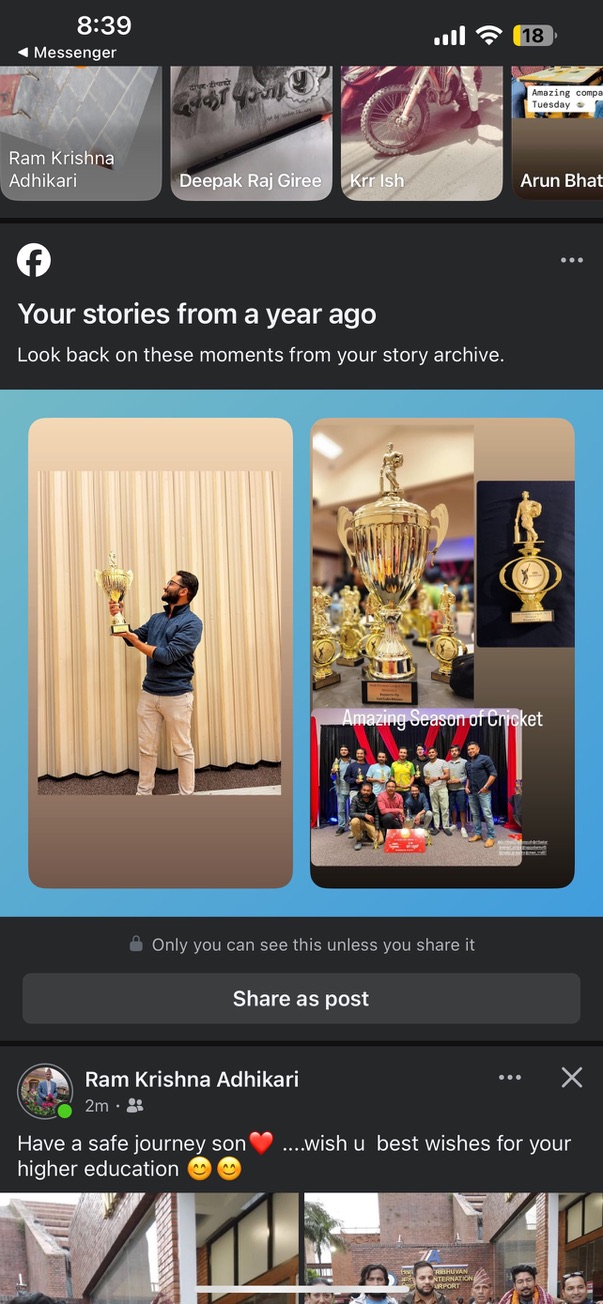 8:39
18
◀ Messenger
दुक्की पञ्जा
Amazing compa
Tuesday
Ram Krishna
Adhikari
Deepak Raj Giree
Krr Ish
Arun Bhat
Your stories from a year ago
Look back on these moments from your story archive.
Amazing Season of Cricket
Only you can see this unless you share it
Share as post
Ram Krishna Adhikari
2m ·
Have a safe journey son❤️ ....wish u best wishes for your
higher education 😊😊
RIBHUVAN
INTERNATIONAL
IRPORT